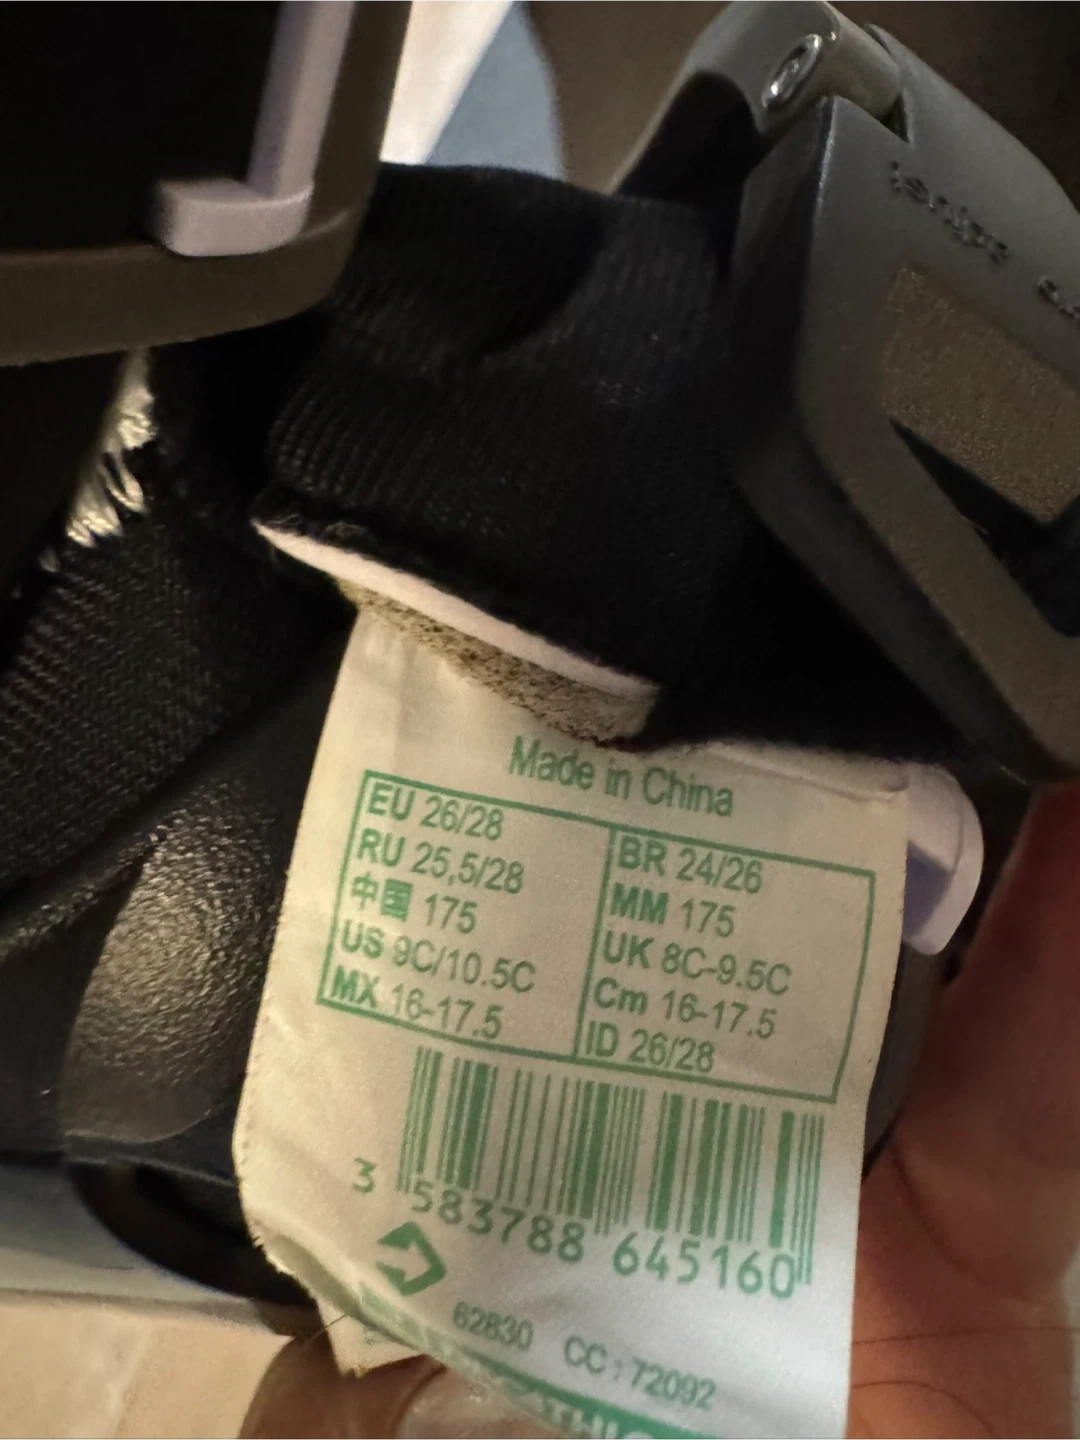 Made in China
EU 26/28
RU 25,5/28
中国 175
US 9C/10.5C
MX 16-17.5
BR 24/26
MM 175
UK 8C-9.5C
Cm 16-17.5
ID 26/28
3 583788 645160
62830 CC : 72092